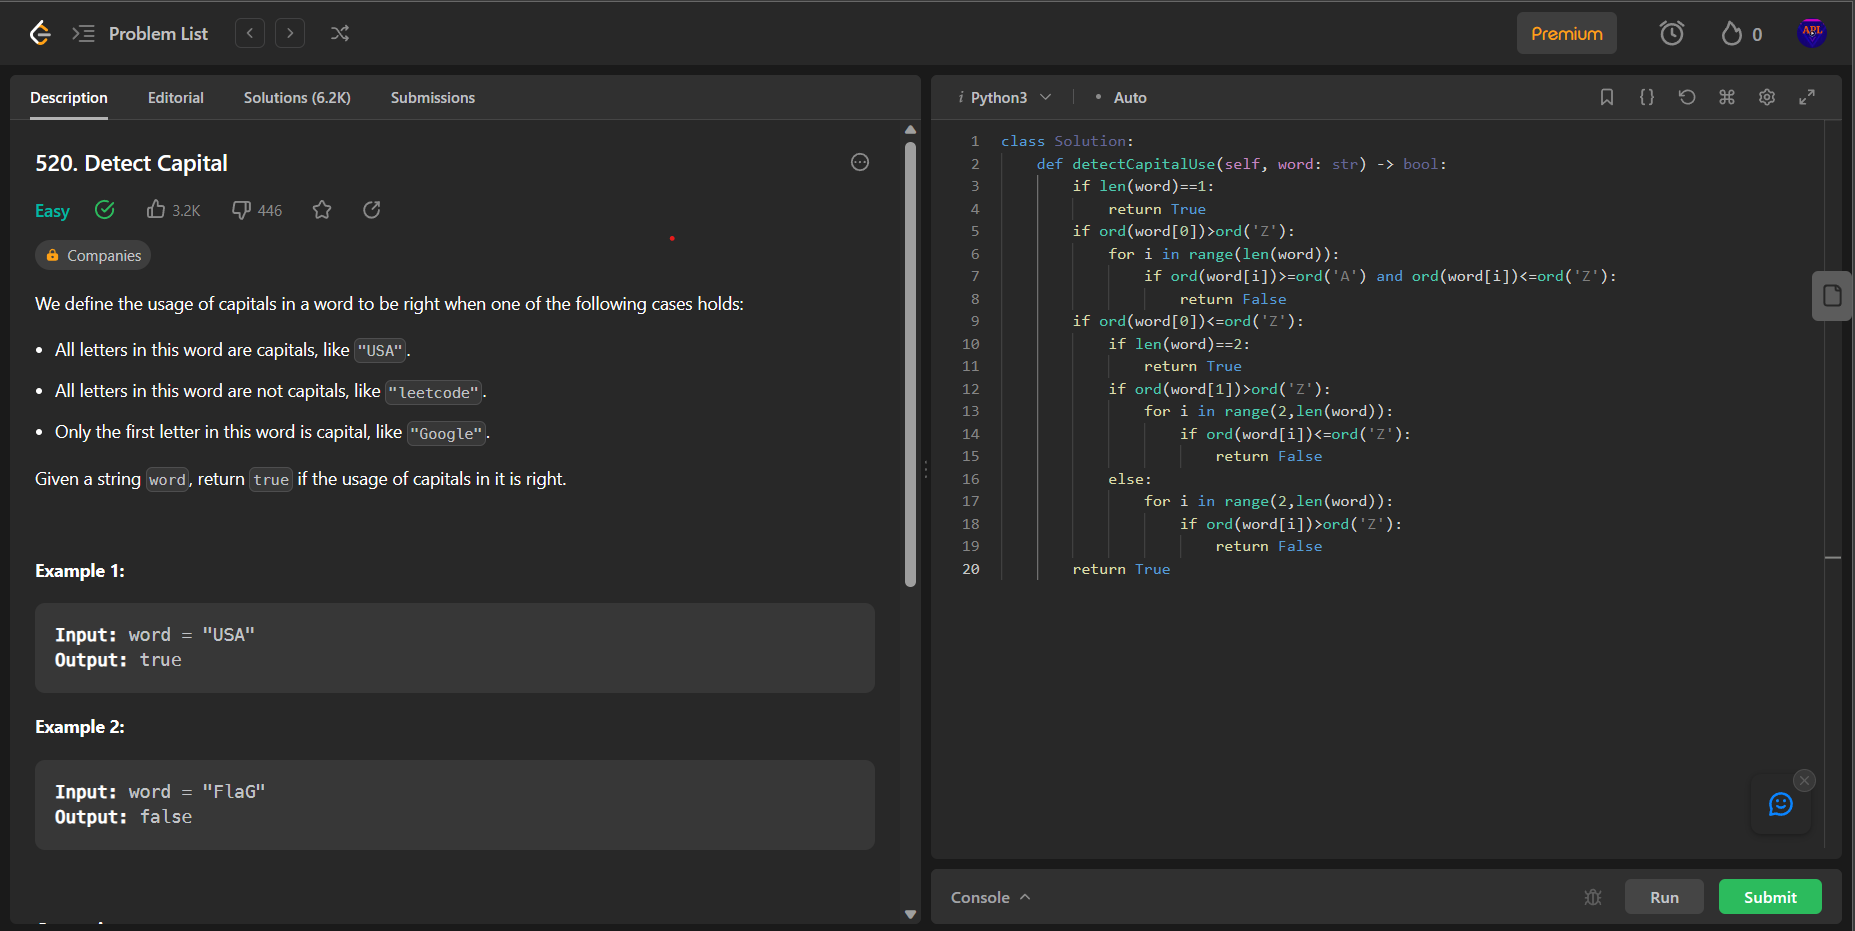 Problem List
Premium
0
APL
Description Editorial Solutions (6.2K) Submissions
520. Detect Capital
Easy 3.2K 446
Companies
We define the usage of capitals in a word to be right when one of the following cases holds:
• All letters in this word are capitals, like "USA".
• All letters in this word are not capitals, like "leetcode".
• Only the first letter in this word is capital, like "Google".
Given a string word, return true if the usage of capitals in it is right.
Example 1:
Input: word = "USA"
Output: true
Example 2:
Input: word = "FlaG"
Output: false
i Python3 • Auto
1 class Solution:
2     def detectCapitalUse(self, word: str) -> bool:
3         if len(word)==1:
4             return True
5         if ord(word[0])>ord('Z'):
6             for i in range(len(word)):
7                 if ord(word[i])>=ord('A') and ord(word[i])<=ord('Z'):
8                     return False
9         if ord(word[0])<=ord('Z'):
10             if len(word)==2:
11                 return True
12             if ord(word[1])>ord('Z'):
13                 for i in range(2,len(word)):
14                     if ord(word[i])<=ord('Z'):
15                         return False
16             else:
17                 for i in range(2,len(word)):
18                     if ord(word[i])>ord('Z'):
19                         return False
20         return True
Console Run Submit